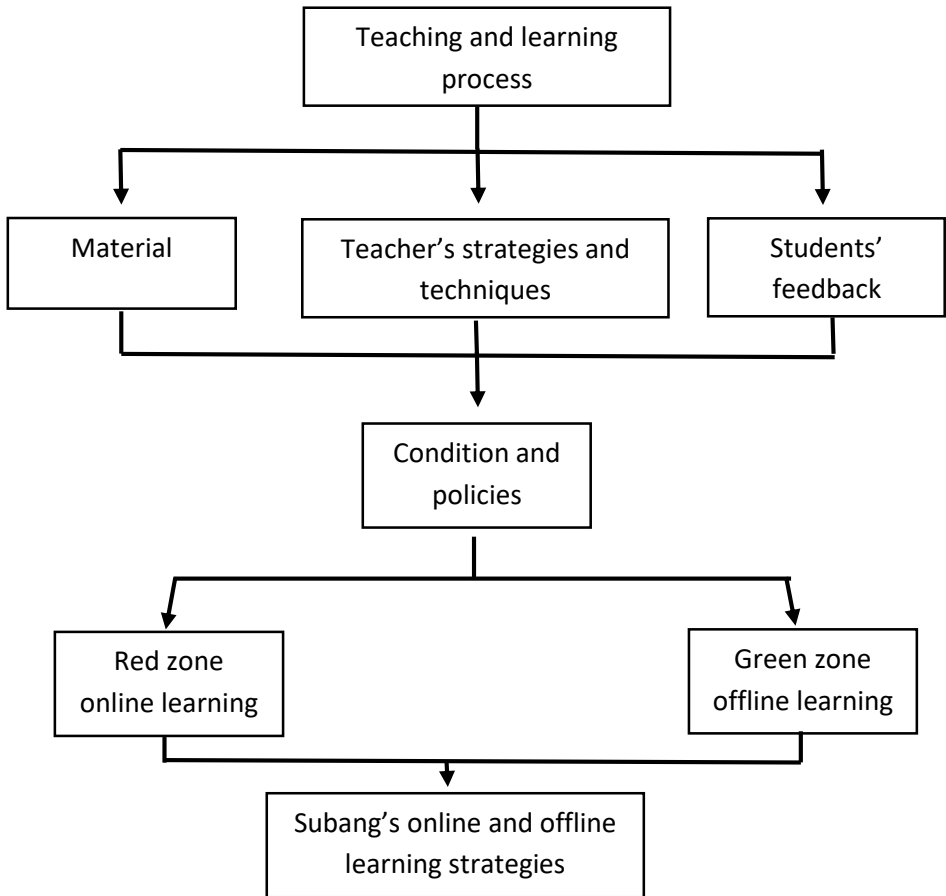 Teaching and learning
process
Material
Teacher’s strategies and
techniques
Students’
feedback
Condition and
policies
Red zone
online learning
Green zone
offline learning
Subang’s online and offline
learning strategies